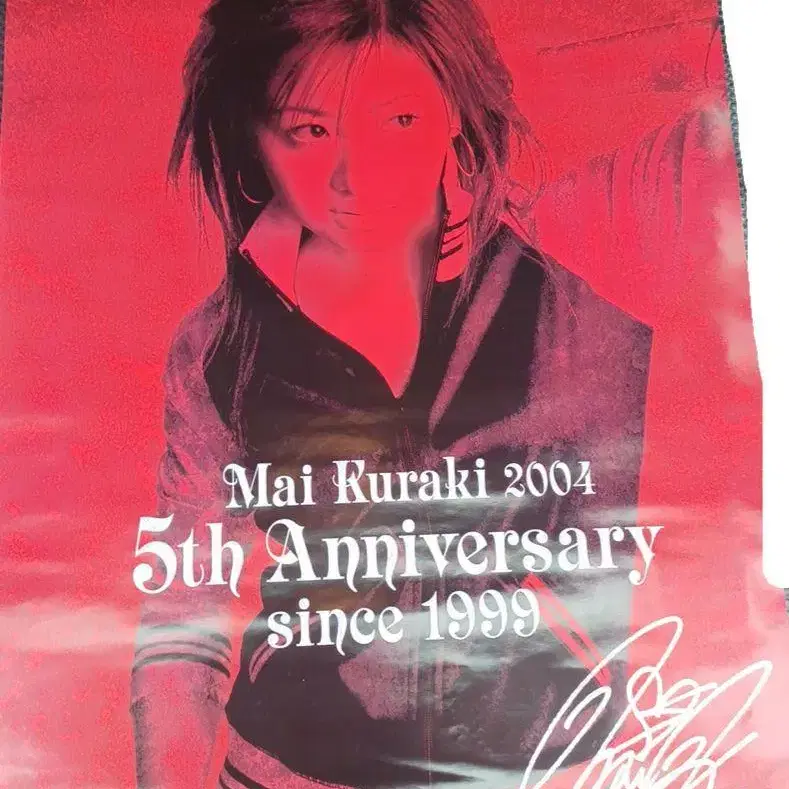 Mai Kuraki 2004
5th Anniversary
since 1999